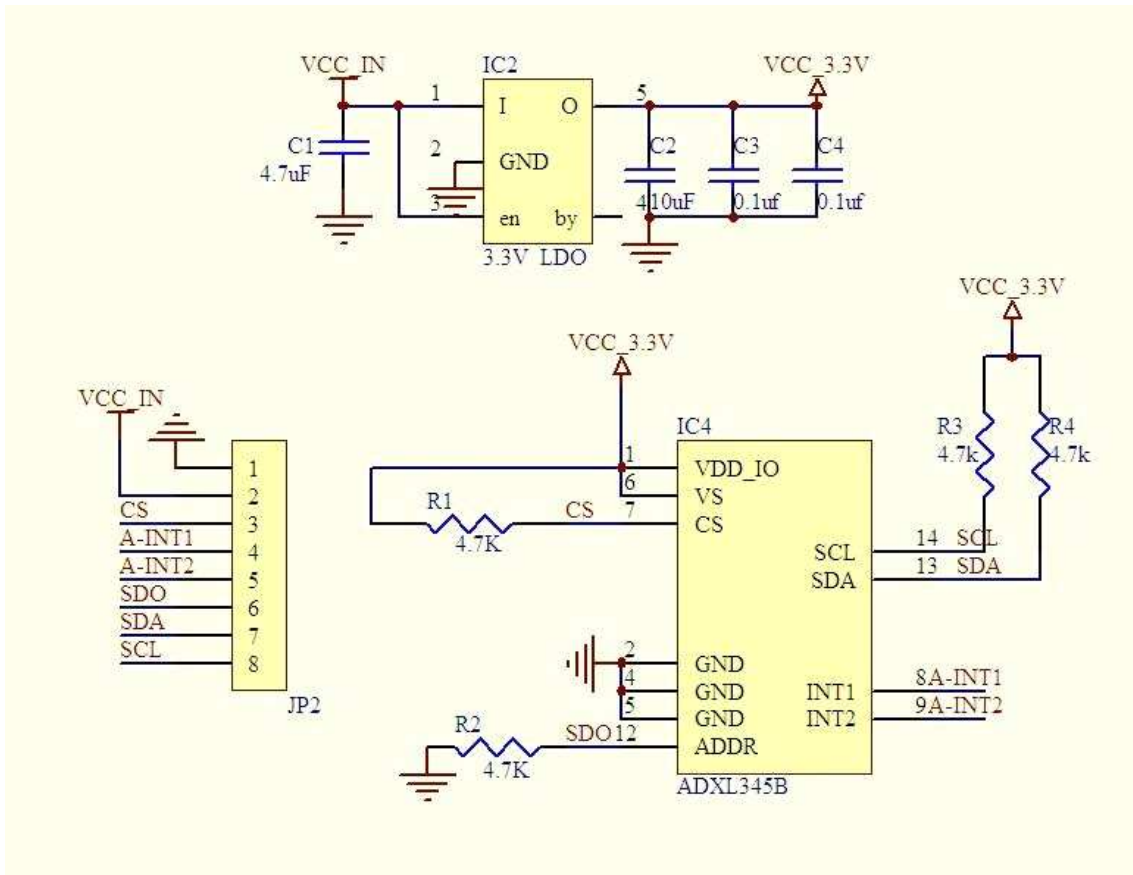 VCC_IN
IC2
VCC_3.3V
1
I
O
5
C1
4.7uF
2
GND
C2
C3
C4
3
en
by
410uF
0.1uf
0.1uf
3.3V LDO
VCC_3.3V
VCC_3.3V
VCC_IN
IC4
R3
4.7k
R4
4.7k
1
VDD_IO
6
VS
R1
4.7K
CS
7
CS
1
2
CS
3
A-INT1
4
A-INT2
5
SDO
6
SDA
7
SCL
8
JP2
SCL
14
SCL
SDA
13
SDA
2
GND
4
GND
5
GND
INT1
8
A-INT1
INT2
9
A-INT2
R2
4.7K
SDO
12
ADDR
ADXL345B